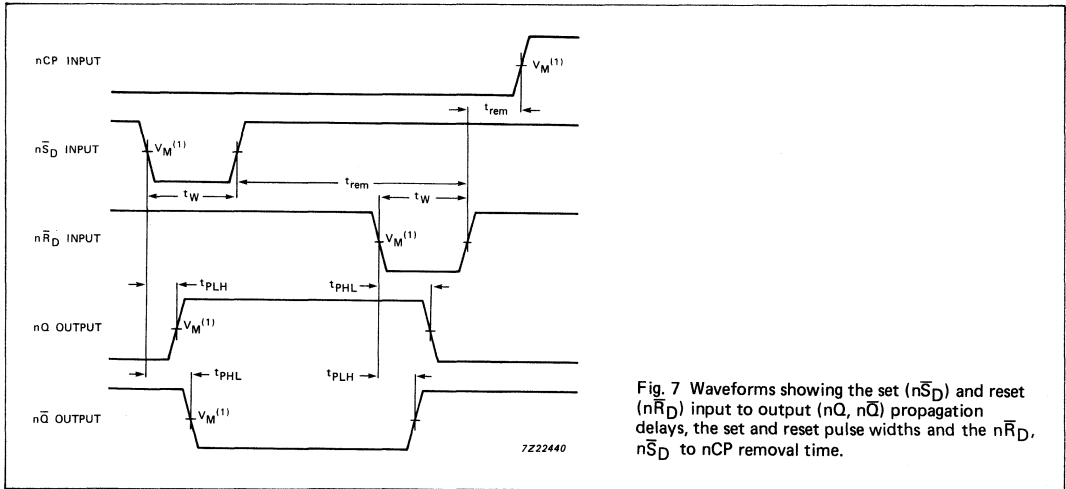 nCP INPUT
V_M(1)
t_rem
nS̅_D INPUT
V_M(1)
t_rem
t_W
t_W
nR̅_D INPUT
V_M(1)
t_PLH
t_PHL
nQ OUTPUT
V_M(1)
t_PHL
t_PLH
nQ̅ OUTPUT
V_M(1)
7Z22440
Fig. 7 Waveforms showing the set (nS̅_D) and reset
(nR̅_D) input to output (nQ, nQ̅) propagation
delays, the set and reset pulse widths and the nR̅_D,
nS̅_D to nCP removal time.